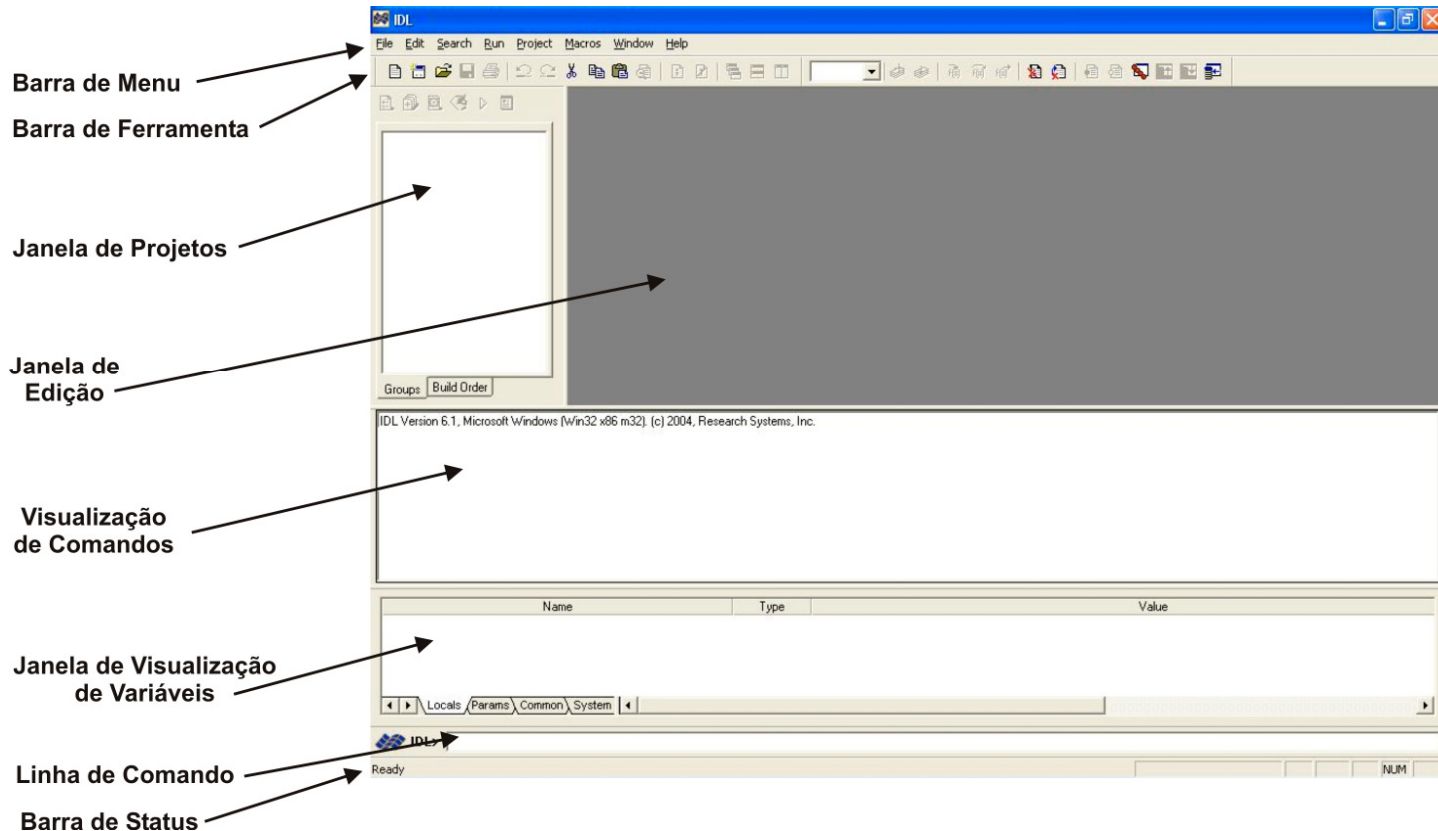 IDL
File Edit Search Run Project Macros Window Help
Barra de Menu
Barra de Ferramenta
Janela de Projetos
Janela de
Edição
Groups Build Order
IDL Version 6.1, Microsoft Windows (Win32 x86 m32). (c) 2004, Research Systems, Inc.
Visualização
de Comandos
Name Type Value
Janela de Visualização
de Variáveis
Locals Params Common System
IDL>
Linha de Comando
Ready NUM
Barra de Status